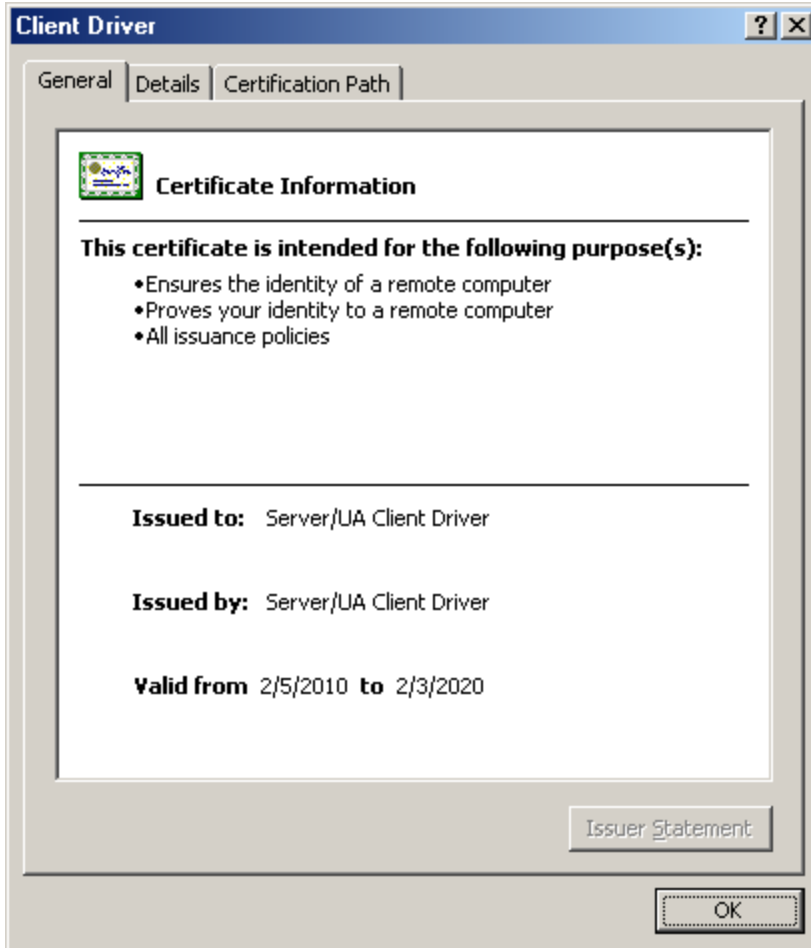 Client Driver
General Details Certification Path
Certificate Information
This certificate is intended for the following purpose(s):
•Ensures the identity of a remote computer
•Proves your identity to a remote computer
•All issuance policies
Issued to: Server/UA Client Driver
Issued by: Server/UA Client Driver
Valid from 2/5/2010 to 2/3/2020
Issuer Statement
OK